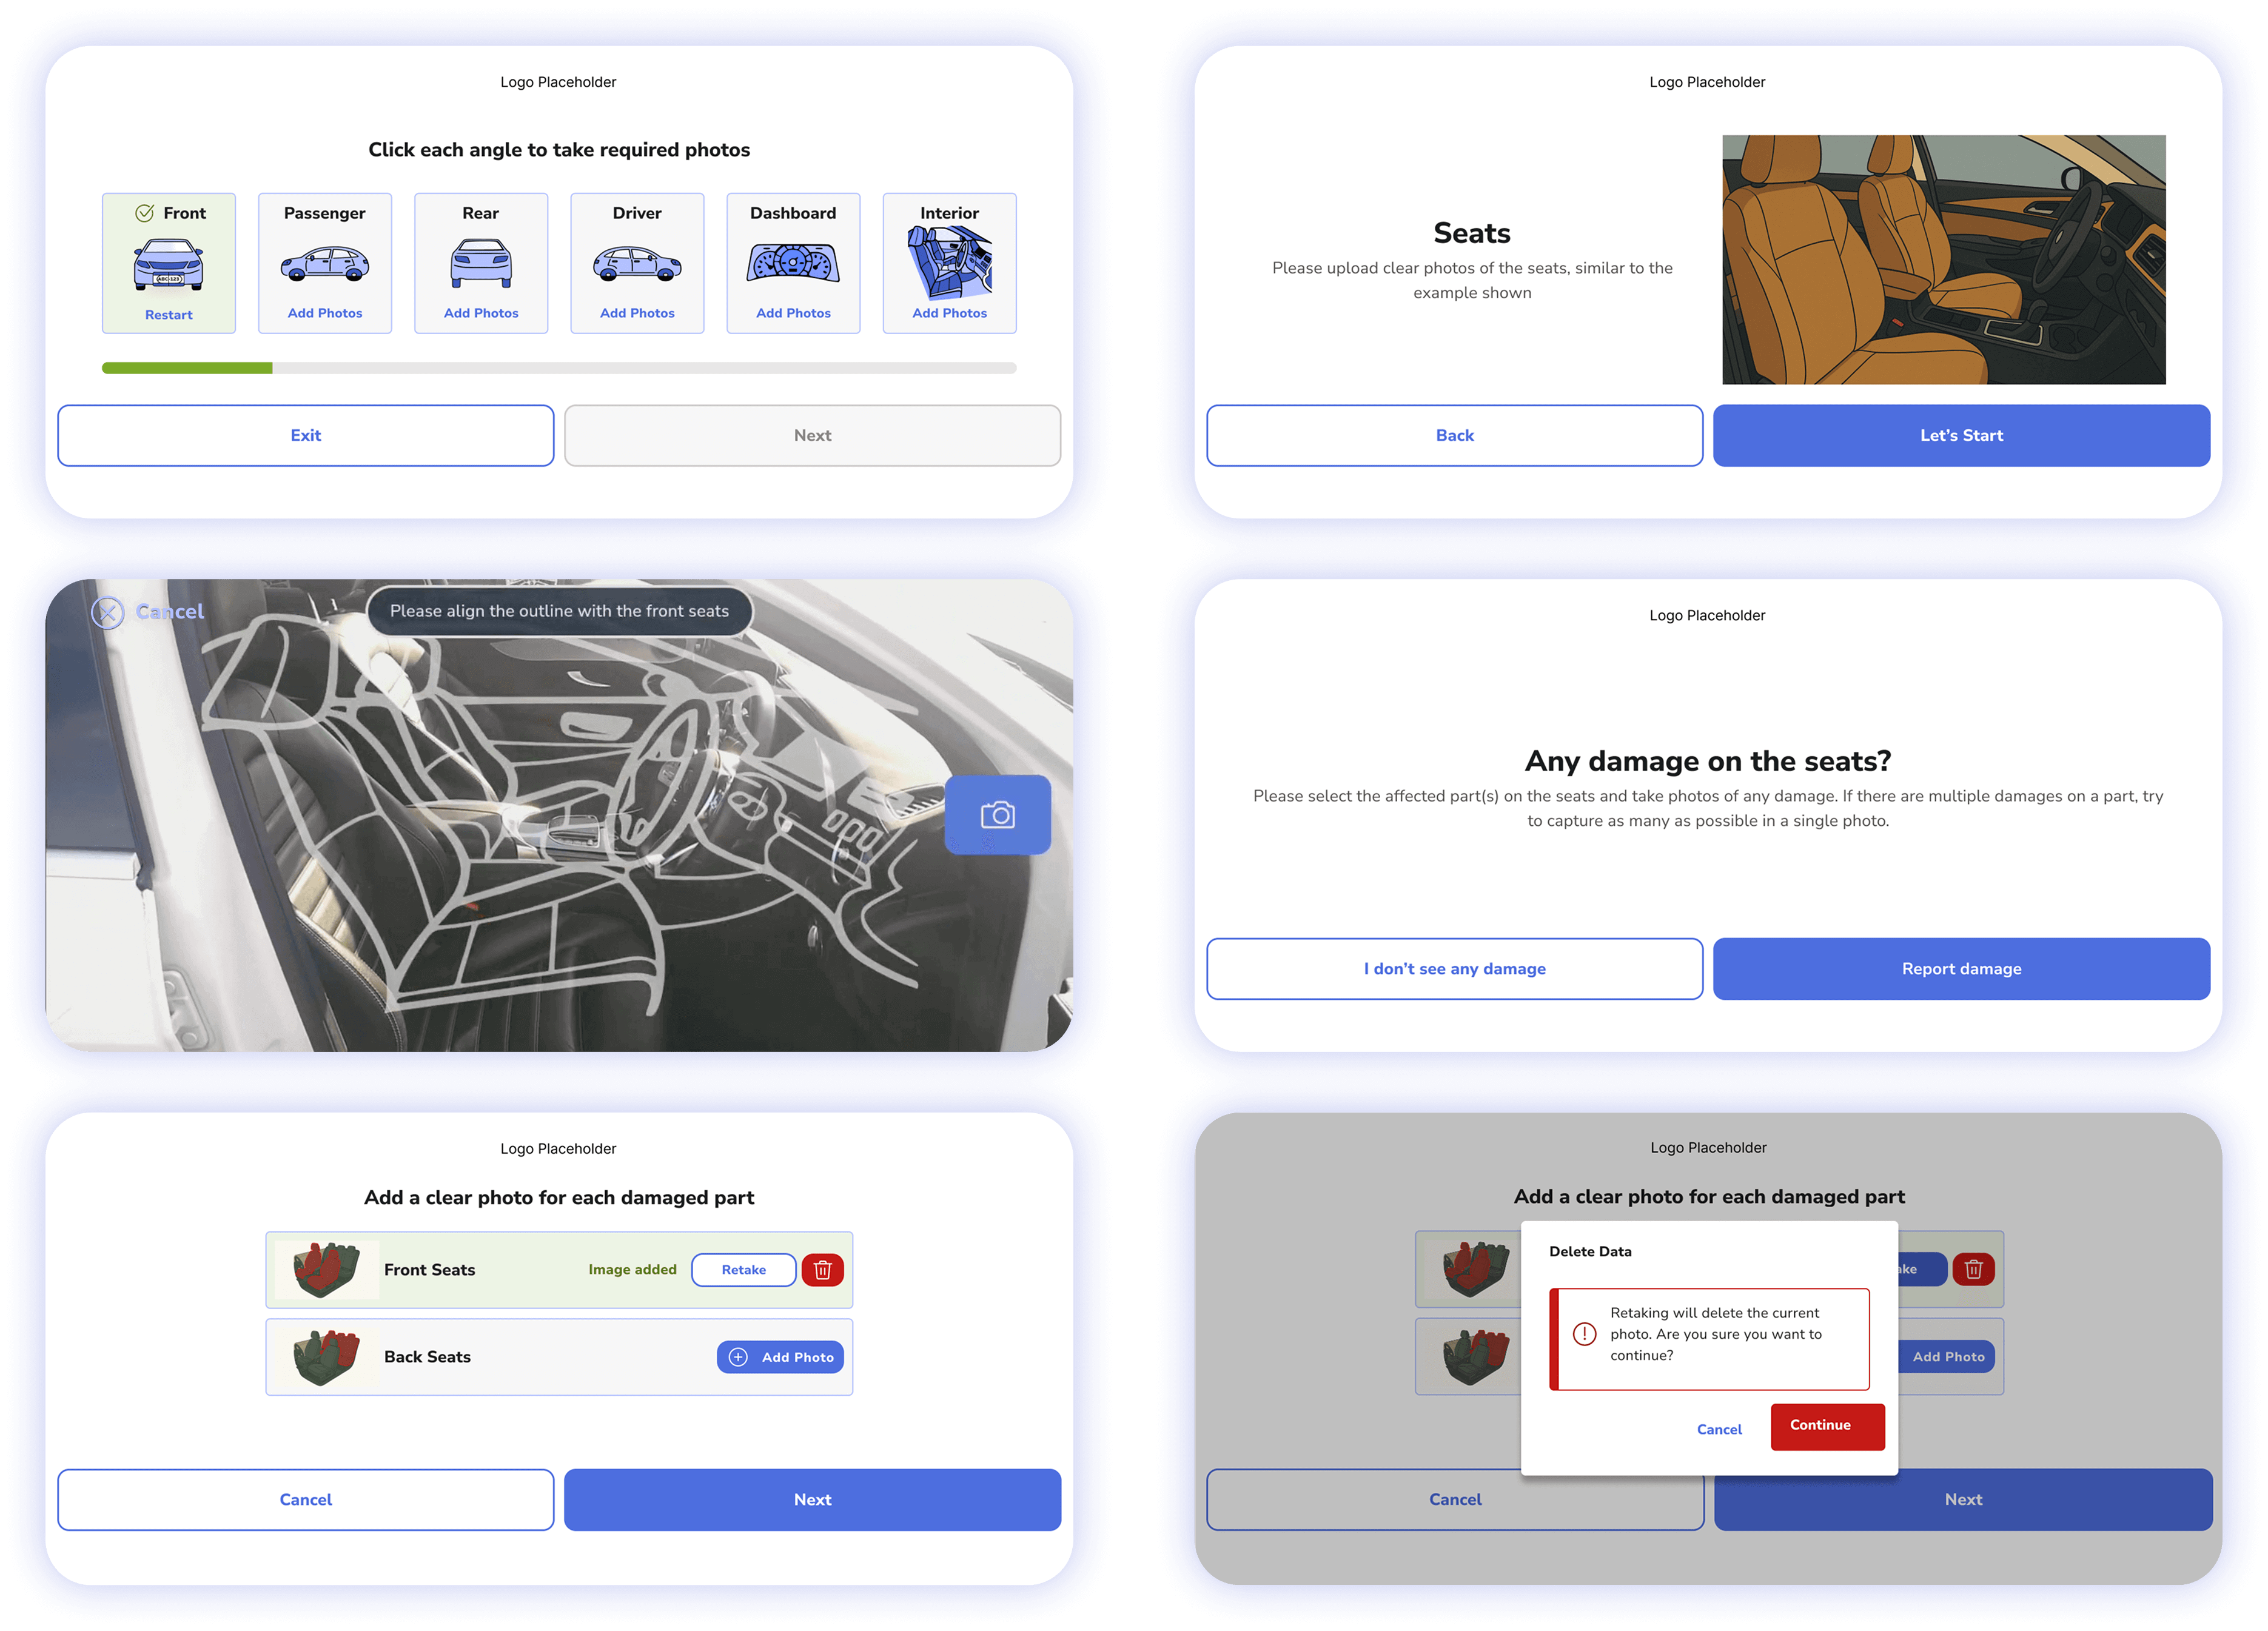 Logo Placeholder
Click each angle to take required photos
Front
Passenger
Rear
Driver
Dashboard
Interior
ABC 123
Restart
Add Photos
Add Photos
Add Photos
Add Photos
Add Photos
Exit
Next
Logo Placeholder
Seats
Please upload clear photos of the seats, similar to the
example shown
Back
Let’s Start
Cancel
Please align the outline with the front seats
Logo Placeholder
Any damage on the seats?
Please select the affected part(s) on the seats and take photos of any damage. If there are multiple damages on a part, try
to capture as many as possible in a single photo.
I don’t see any damage
Report damage
Logo Placeholder
Add a clear photo for each damaged part
Front Seats
Image added
Retake
Back Seats
Add Photo
Cancel
Next
Logo Placeholder
Add a clear photo for each damaged part
ake
Add Photo
Delete Data
Retaking will delete the current
photo. Are you sure you want to
continue?
Cancel
Continue
Cancel
Next